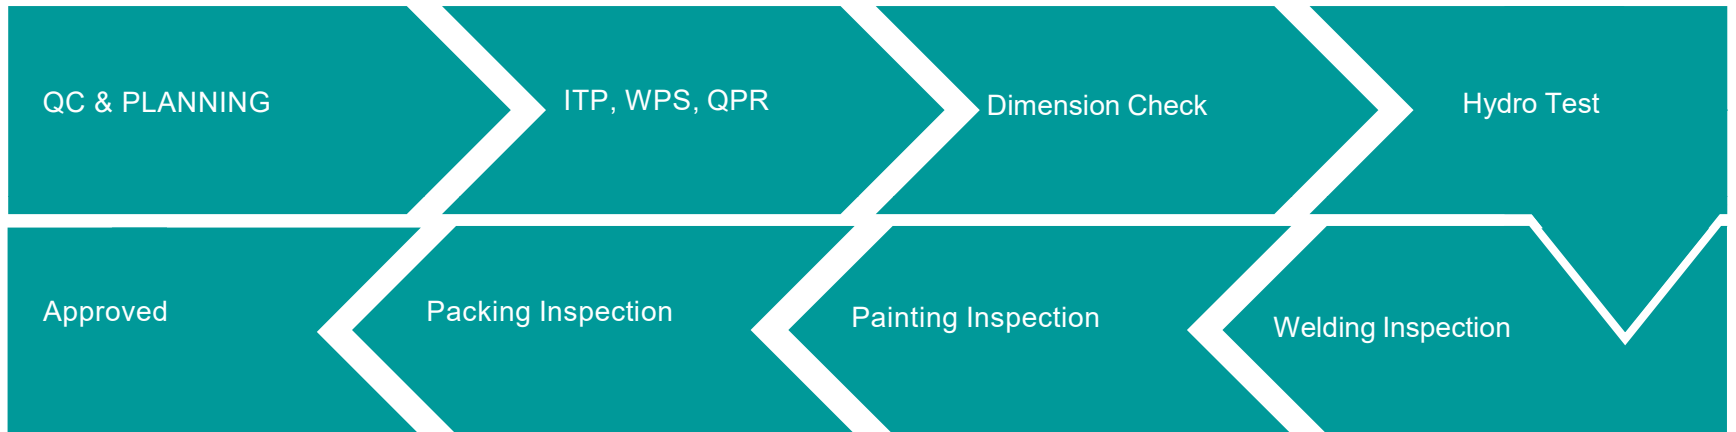 QC & PLANNING
ITP, WPS, QPR
Dimension Check
Hydro Test
Welding Inspection
Painting Inspection
Packing Inspection
Approved